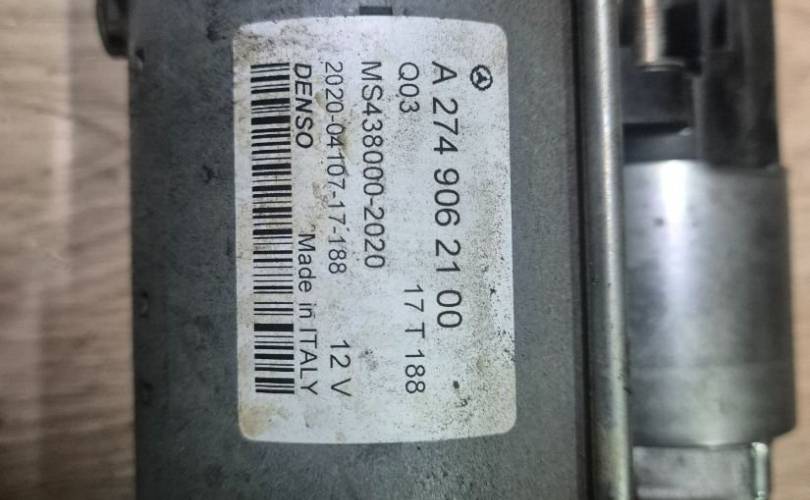 A 274 906 21 00
Q03 17 T 188
MS438000-2020
2020-04107-17-188 12 V
DENSO Made in ITALY